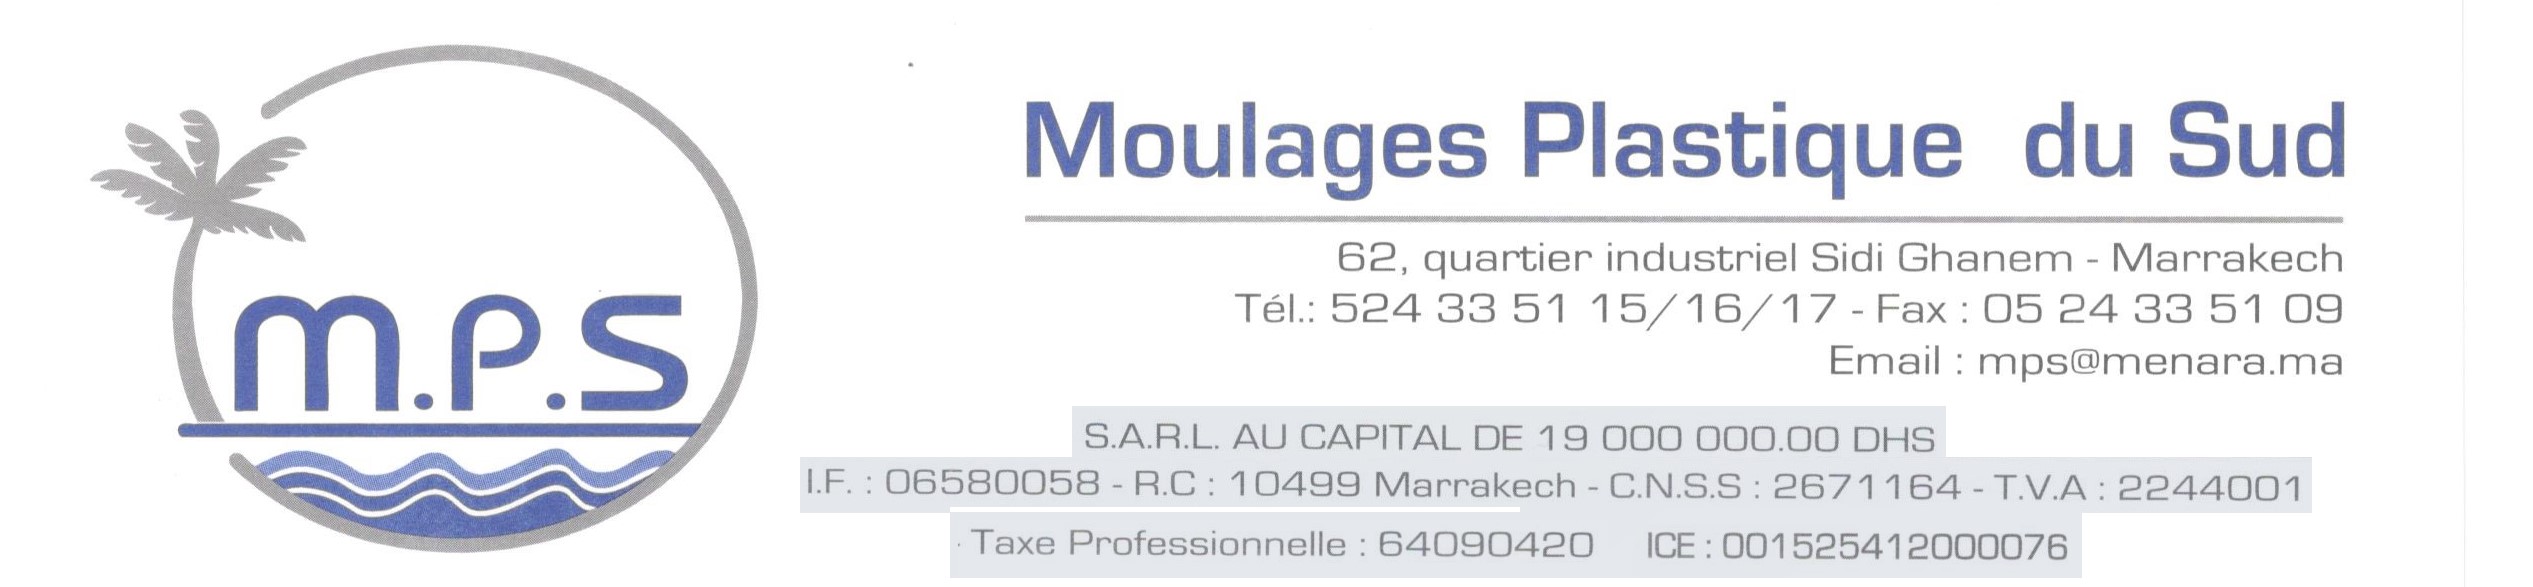 Moulages Plastique du Sud
62, quartier industriel Sidi Ghanem - Marrakech
Tél.: 524 33 51 15/16/17 - Fax : 05 24 33 51 09
Email : mps@menara.ma
m.p.s
S.A.R.L. AU CAPITAL DE 19 000 000.00 DHS
I.F. : 06580058 - R.C : 10499 Marrakech - C.N.S.S : 2671164 - T.V.A : 2244001
Taxe Professionnelle : 64090420 ICE : 001525412000076